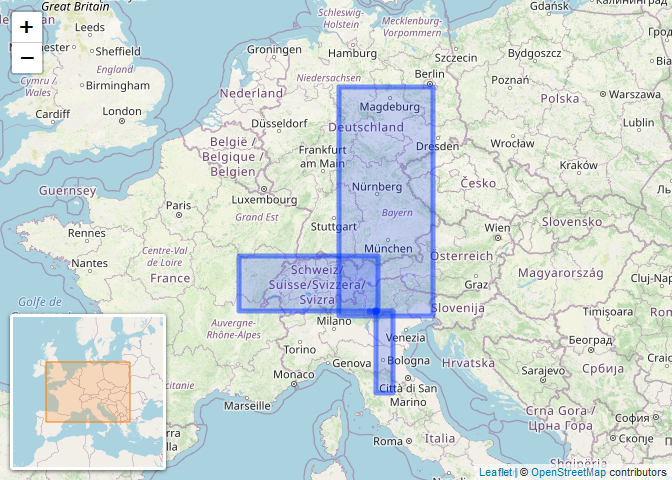 Great Britain
Gdańsk
Калининград
+
Leeds
Mecklenburg-
Vorpommern
Groningen
Hamburg
Sheffield
Szczecin
Bydgoszcz
−
England
Niedersachsen
Berlin
Poznań
Cymru /
Wales
Birmingham
Nederland
Magdeburg
Polska
Warszawa
Cardiff
London
Düsseldorf
Deutschland
Lublin
België /
Belgique /
Belgien
Frankfurt
am Main
Dresden
Wrocław
Kraków
Guernsey
Luxembourg
Nürnberg
Česko
Paris
Grand Est
Bayern
Slovensko
Rennes
Stuttgart
Wien
Centre-Val
de Loire
München
Österreich
Nantes
France
Schweiz/
Suisse/Svizzera/
Svizra
Graz
Magyarország
Cluj-Nap
Golfe de
Slovenija
Auvergne-
Rhône-Alpes
Milano
Timișoara
Torino
Venezia
Београд
Genova
Bologna
Hrvatska
Sarajevo
Србија
Occitanie
Monaco
Città di San
Marino
Marseille
Crna Gora /
Црна Гора
София
Roma
Italia
Скопје
Shqipëria
Leaflet | © OpenStreetMap contributors